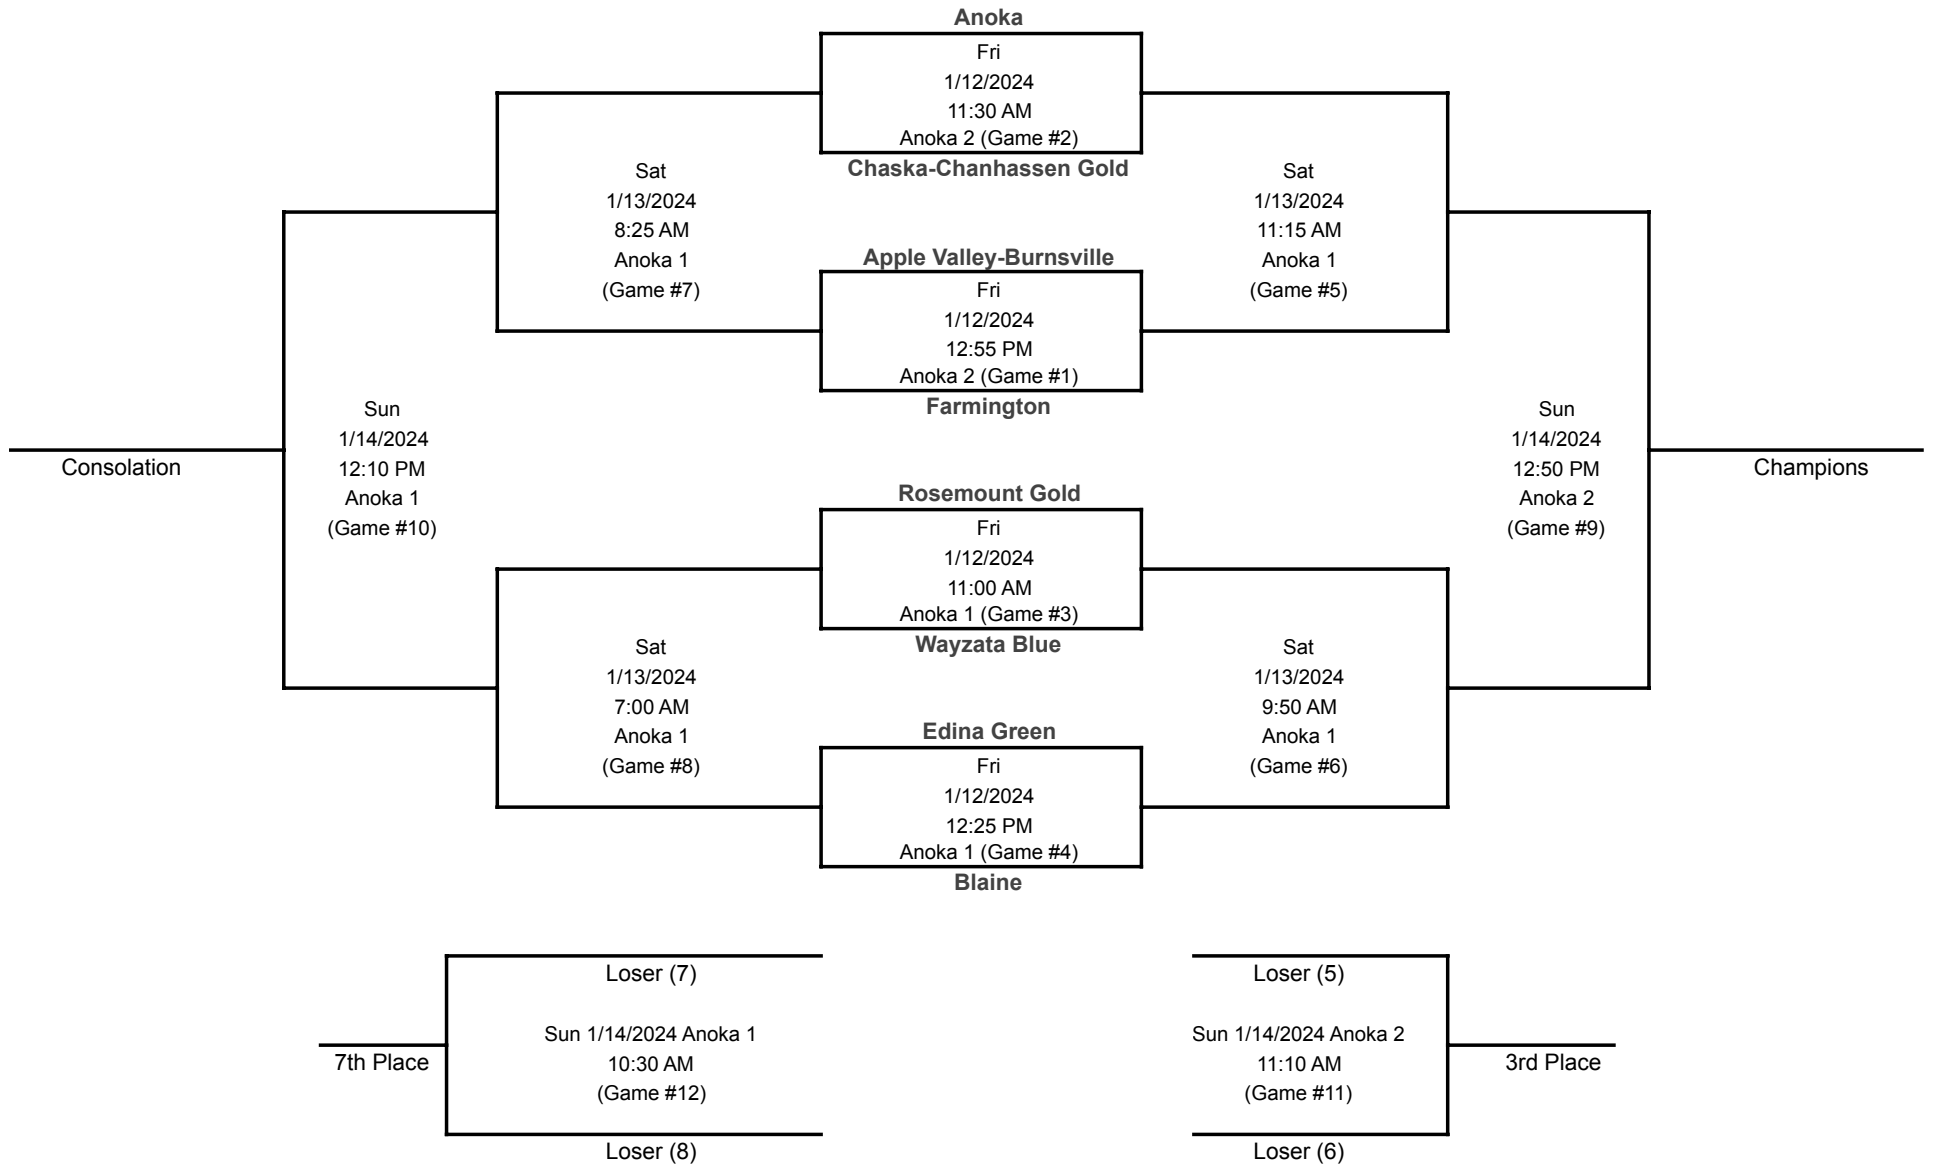 Anoka
Fri
1/12/2024
11:30 AM
Anoka 2 (Game #2)
Chaska-Chanhassen Gold
Sat
1/13/2024
8:25 AM
Anoka 1
(Game #7)
Sat
1/13/2024
11:15 AM
Anoka 1
(Game #5)
Apple Valley-Burnsville
Fri
1/12/2024
12:55 PM
Anoka 2 (Game #1)
Farmington
Sun
1/14/2024
12:10 PM
Anoka 1
(Game #10)
Consolation
Sun
1/14/2024
12:50 PM
Anoka 2
(Game #9)
Champions
Rosemount Gold
Fri
1/12/2024
11:00 AM
Anoka 1 (Game #3)
Wayzata Blue
Sat
1/13/2024
7:00 AM
Anoka 1
(Game #8)
Sat
1/13/2024
9:50 AM
Anoka 1
(Game #6)
Edina Green
Fri
1/12/2024
12:25 PM
Anoka 1 (Game #4)
Blaine
Loser (7)
Sun 1/14/2024 Anoka 1
10:30 AM
(Game #12)
7th Place
Loser (8)
Loser (5)
Sun 1/14/2024 Anoka 2
11:10 AM
(Game #11)
3rd Place
Loser (6)